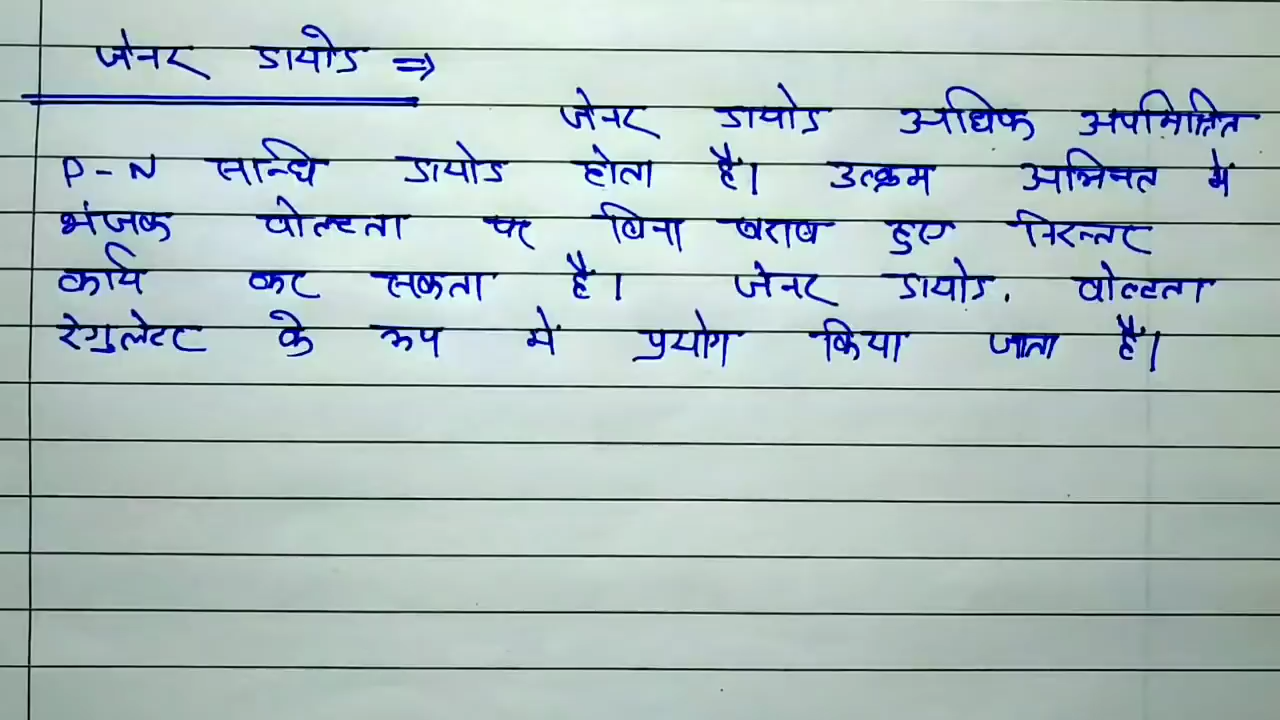 जेनर डायोड ⇒
जेनर डायोड अधिक अपमिश्रित
P-N सन्धि डायोड होता है। उत्क्रम अभिनत में
भंजक वोल्टता पर बिना खराब हुए निरन्तर
कार्य कर सकता है। जेनर डायोड. वोल्टता
रेगुलेटर के रुप में प्रयोग किया जाता है।